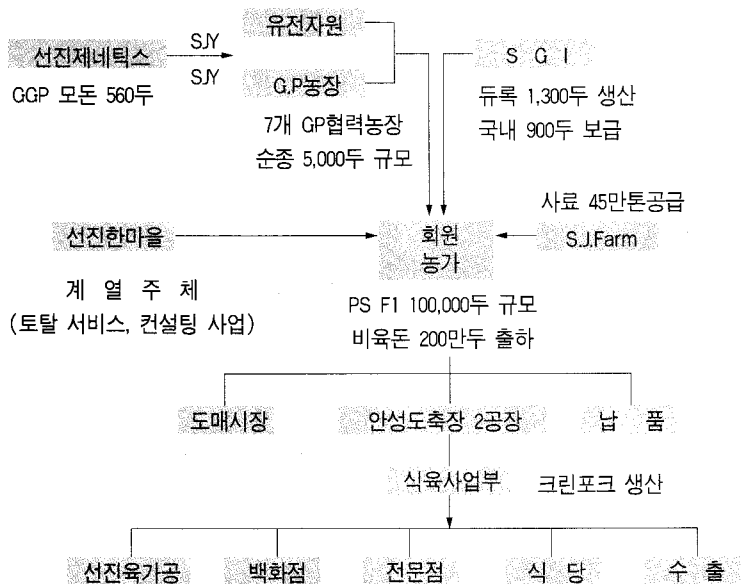 유전자원
선진제네틱스
SJY
SJY
GGP 모돈 560두
G.P농장
7개 GP협력농장
순종 5,000두 규모
S G I
듀록 1,300두 생산
국내 900두 보급
사료 45만톤공급
선진한마을
회원
농가
S.J.Farm
계 열 주 체
(토탈 서비스, 컨설팅 사업)
PS F1 100,000두 규모
비육돈 200만두 출하
도매시장
안성도축장 2공장
납 품
식육사업부
크린포크 생산
선진육가공
백화점
전문점
식 당
수 출